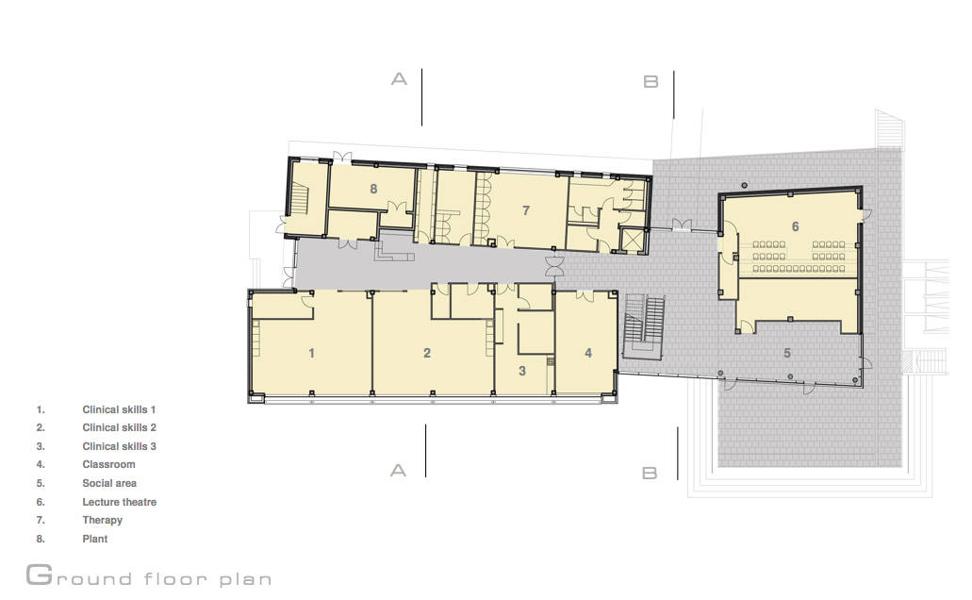 A
B
8
7
6
1
2
3
4
5
A
B
1. Clinical skills 1
2. Clinical skills 2
3. Clinical skills 3
4. Classroom
5. Social area
6. Lecture theatre
7. Therapy
8. Plant
Ground floor plan